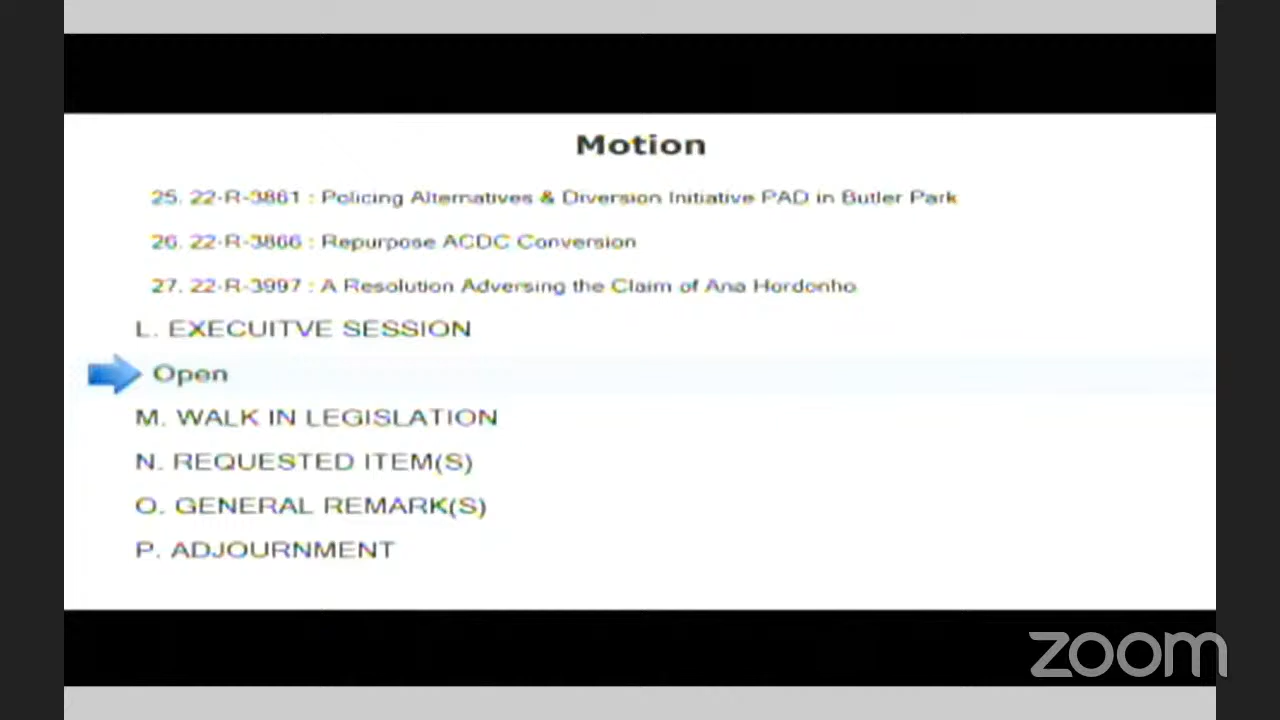 Motion
25. 22-R-3861 : Policing Alternatives & Diversion Initiative PAD in Butler Park
26. 22-R-3866 : Repurpose ACDC Conversion
27. 22-R-3997 : A Resolution Adversing the Claim of Ana Hordonho
L. EXECUITVE SESSION
Open
M. WALK IN LEGISLATION
N. REQUESTED ITEM(S)
O. GENERAL REMARK(S)
P. ADJOURNMENT
zoom